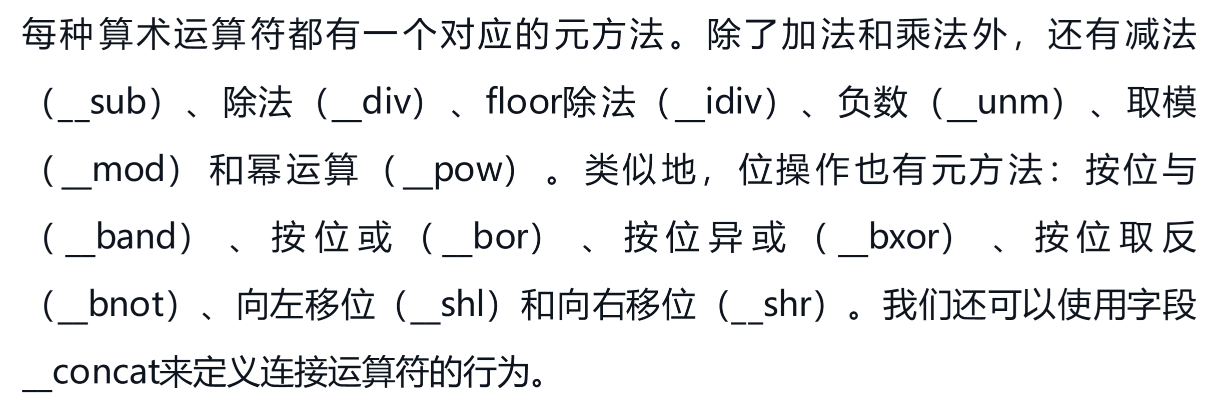 每种算术运算符都有一个对应的元方法。除了加法和乘法外，还有减法
（__sub）、除法（__div）、floor除法（__idiv）、负数（__unm）、取模
（__mod）和幂运算（__pow）。类似地，位操作也有元方法：按位与
（__band）、按位或（__bor）、按位异或（__bxor）、按位取反
（__bnot）、向左移位（__shl）和向右移位（__shr）。我们还可以使用字段
__concat来定义连接运算符的行为。